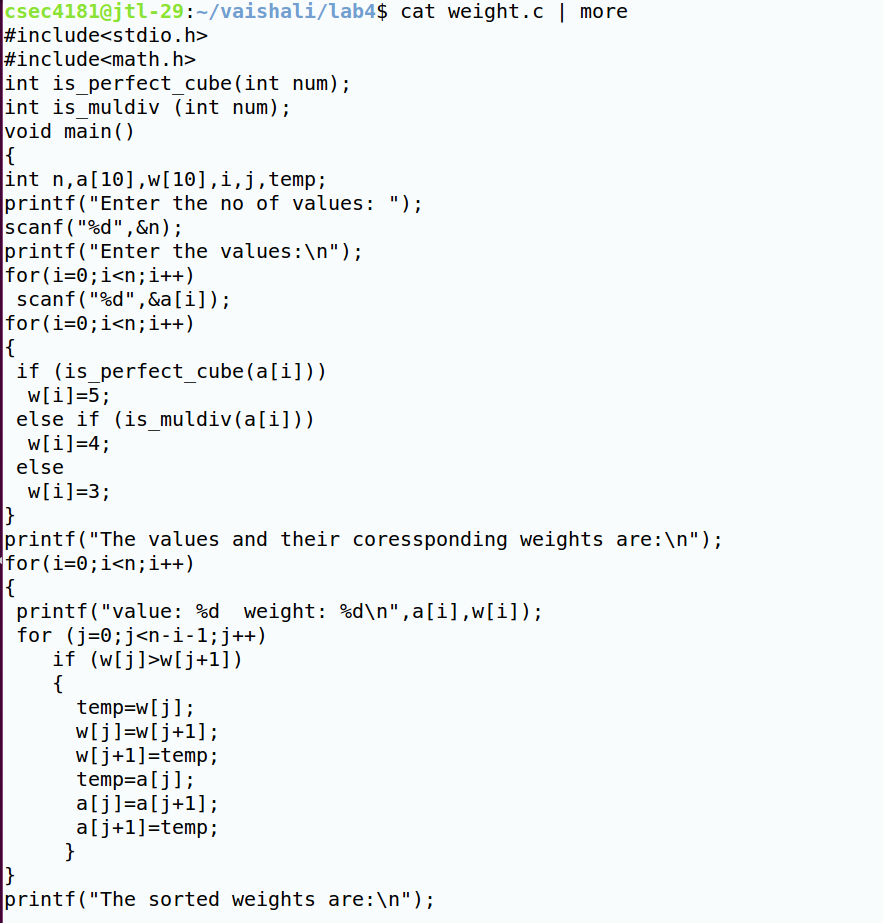 csec4181@jtl-29:~/vaishali/lab4$ cat weight.c | more
#include<stdio.h>
#include<math.h>
int is_perfect_cube(int num);
int is_muldiv (int num);
void main()
{
int n,a[10],w[10],i,j,temp;
printf("Enter the no of values: ");
scanf("%d",&n);
printf("Enter the values:\n");
for(i=0;i<n;i++)
 scanf("%d",&a[i]);
for(i=0;i<n;i++)
{
 if (is_perfect_cube(a[i]))
  w[i]=5;
 else if (is_muldiv(a[i]))
  w[i]=4;
 else
  w[i]=3;
}
printf("The values and their coressponding weights are:\n");
for(i=0;i<n;i++)
{
 printf("value: %d  weight: %d\n",a[i],w[i]);
 for (j=0;j<n-i-1;j++)
    if (w[j]>w[j+1])
    {
      temp=w[j];
      w[j]=w[j+1];
      w[j+1]=temp;
      temp=a[j];
      a[j]=a[j+1];
      a[j+1]=temp;
     }
}
printf("The sorted weights are:\n");